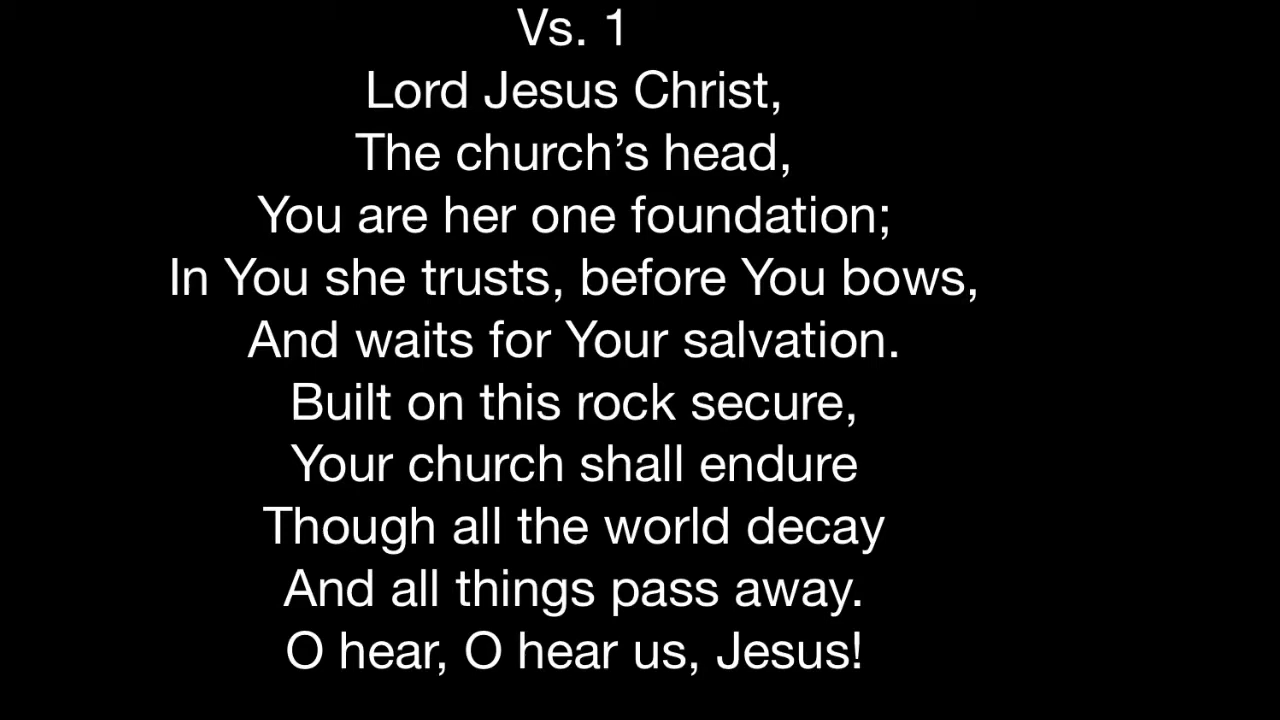 Vs. 1
Lord Jesus Christ,
The church’s head,
You are her one foundation;
In You she trusts, before You bows,
And waits for Your salvation.
Built on this rock secure,
Your church shall endure
Though all the world decay
And all things pass away.
O hear, O hear us, Jesus!